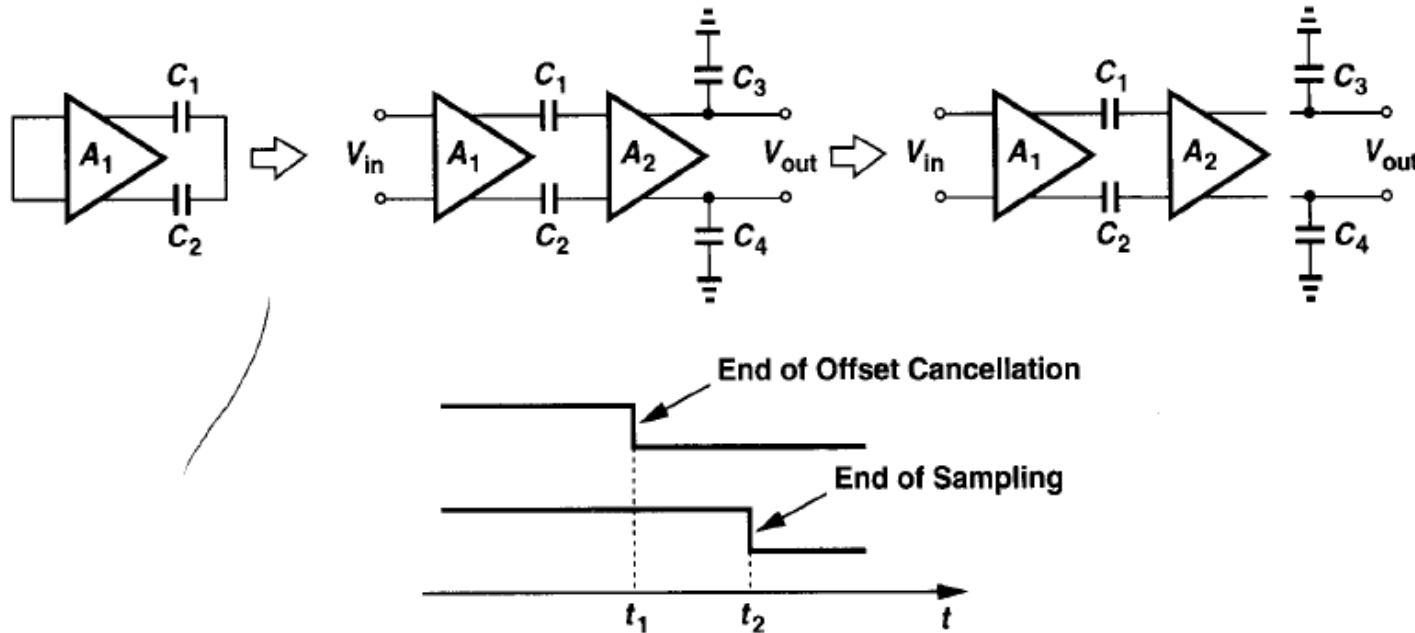 C1
A1
C2
Vin
A1
C1
C2
A2
C3
Vout
C4
Vin
A1
C1
C2
A2
C3
Vout
C4
End of Offset Cancellation
End of Sampling
t1
t2
t